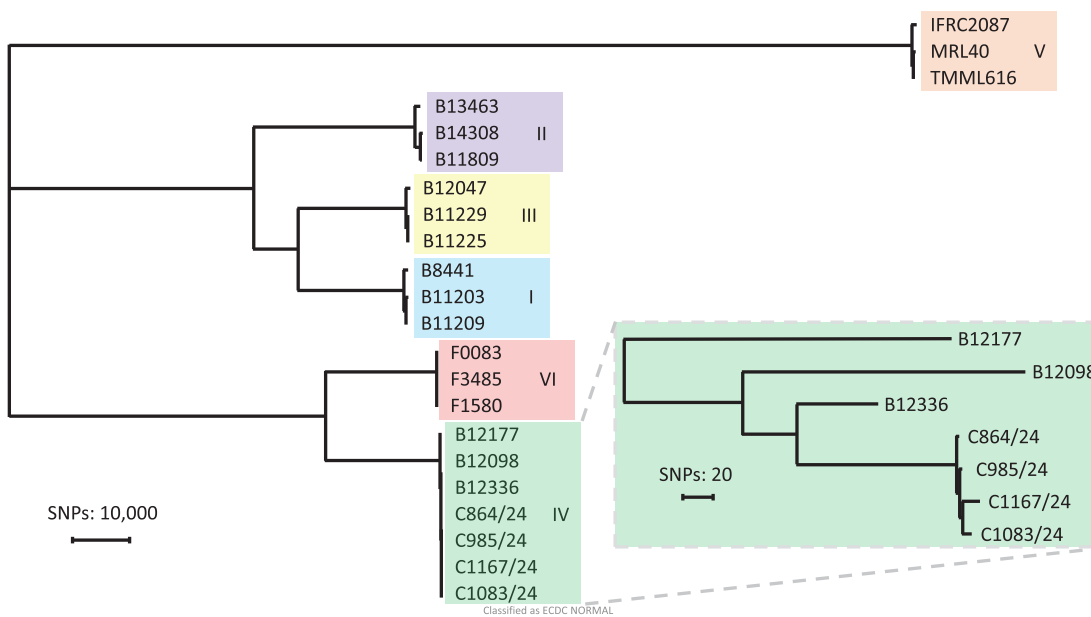 IFRC2087
MRL40 V
TMML616
B13463
B14308 II
B11809
B12047
B11229 III
B11225
B8441
B11203 I
B11209
F0083
F3485 VI
F1580
B12177
B12098
B12336
C864/24 IV
C985/24
C1167/24
C1083/24
SNPs: 10,000
B12177
B12098
B12336
C864/24
C985/24
C1167/24
C1083/24
SNPs: 20
Classified as ECDC NORMAL